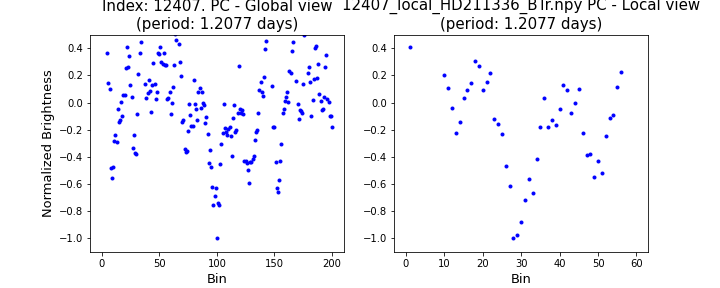 Index: 12407. PC - Global view
(period: 1.2077 days)
12407_local_HD211336_BTr.npy PC - Local view
(period: 1.2077 days)
Normalized Brightness
0.4
0.2
0.0
−0.2
−0.4
−0.6
−0.8
−1.0
0 50 100 150 200
Bin
0.4
0.2
0.0
−0.2
−0.4
−0.6
−0.8
−1.0
0 10 20 30 40 50 60
Bin